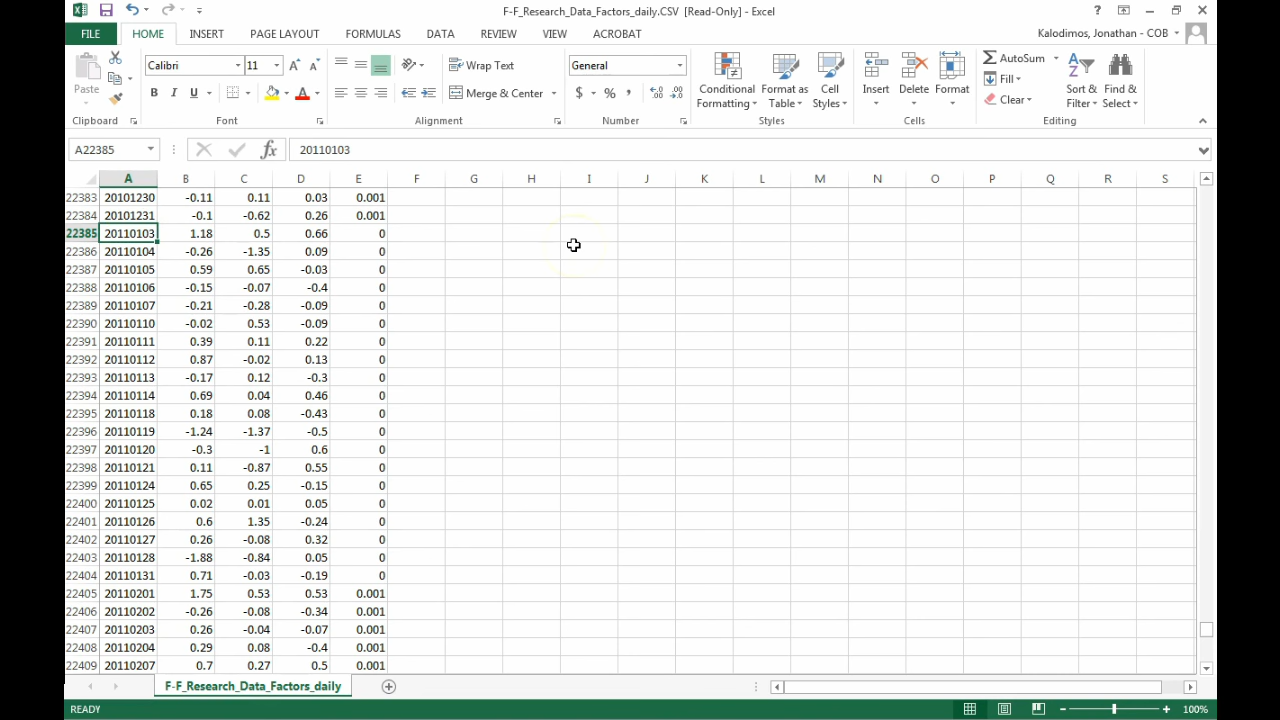 F-F_Research_Data_Factors_daily.CSV [Read-Only] - Excel
FILE HOME INSERT PAGE LAYOUT FORMULAS DATA REVIEW VIEW ACROBAT Kalodimos, Jonathan - COB
Paste Calibri 11 Wrap Text General Conditional Formatting Format as Table Cell Styles Insert Delete Format AutoSum Fill Clear Sort & Filter Find & Select
B I U Merge & Center $ % ,
Clipboard Font Alignment Number Styles Cells Editing
A22385 fx 20110103
A B C D E F G H I J K L M N O P Q R S
22383 20101230 -0.11 0.11 0.03 0.001
22384 20101231 -0.1 -0.62 0.26 0.001
22385 20110103 1.18 0.5 0.66 0
22386 20110104 -0.26 -1.35 0.09 0
22387 20110105 0.59 0.65 -0.03 0
22388 20110106 -0.15 -0.07 -0.4 0
22389 20110107 -0.21 -0.28 -0.09 0
22390 20110110 -0.02 0.53 -0.09 0
22391 20110111 0.39 0.11 0.22 0
22392 20110112 0.87 -0.02 0.13 0
22393 20110113 -0.17 0.12 -0.3 0
22394 20110114 0.69 0.04 0.46 0
22395 20110118 0.18 0.08 -0.43 0
22396 20110119 -1.24 -1.37 -0.5 0
22397 20110120 -0.3 -1 0.6 0
22398 20110121 0.11 -0.87 0.55 0
22399 20110124 0.65 0.25 -0.15 0
22400 20110125 0.02 0.01 0.05 0
22401 20110126 0.6 1.35 -0.24 0
22402 20110127 0.26 -0.08 0.32 0
22403 20110128 -1.88 -0.84 0.05 0
22404 20110131 0.71 -0.03 -0.19 0
22405 20110201 1.75 0.53 0.53 0.001
22406 20110202 -0.26 -0.08 -0.34 0.001
22407 20110203 0.26 -0.04 -0.07 0.001
22408 20110204 0.29 0.08 -0.4 0.001
22409 20110207 0.7 0.27 0.5 0.001
F-F_Research_Data_Factors_daily
READY 100%